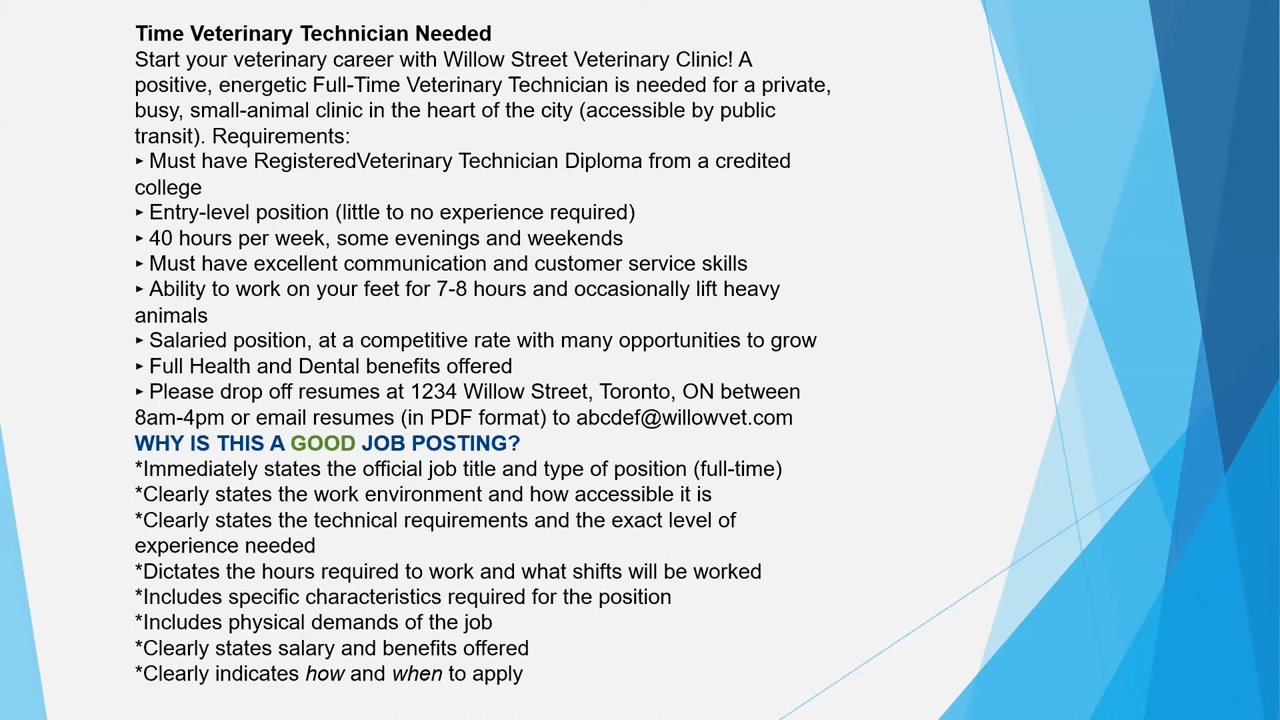 Time Veterinary Technician Needed
Start your veterinary career with Willow Street Veterinary Clinic! A
positive, energetic Full-Time Veterinary Technician is needed for a private,
busy, small-animal clinic in the heart of the city (accessible by public
transit). Requirements:
▸ Must have RegisteredVeterinary Technician Diploma from a credited
college
▸ Entry-level position (little to no experience required)
▸ 40 hours per week, some evenings and weekends
▸ Must have excellent communication and customer service skills
▸ Ability to work on your feet for 7-8 hours and occasionally lift heavy
animals
▸ Salaried position, at a competitive rate with many opportunities to grow
▸ Full Health and Dental benefits offered
▸ Please drop off resumes at 1234 Willow Street, Toronto, ON between
8am-4pm or email resumes (in PDF format) to abcdef@willowvet.com
WHY IS THIS A GOOD JOB POSTING?
*Immediately states the official job title and type of position (full-time)
*Clearly states the work environment and how accessible it is
*Clearly states the technical requirements and the exact level of
experience needed
*Dictates the hours required to work and what shifts will be worked
*Includes specific characteristics required for the position
*Includes physical demands of the job
*Clearly states salary and benefits offered
*Clearly indicates how and when to apply